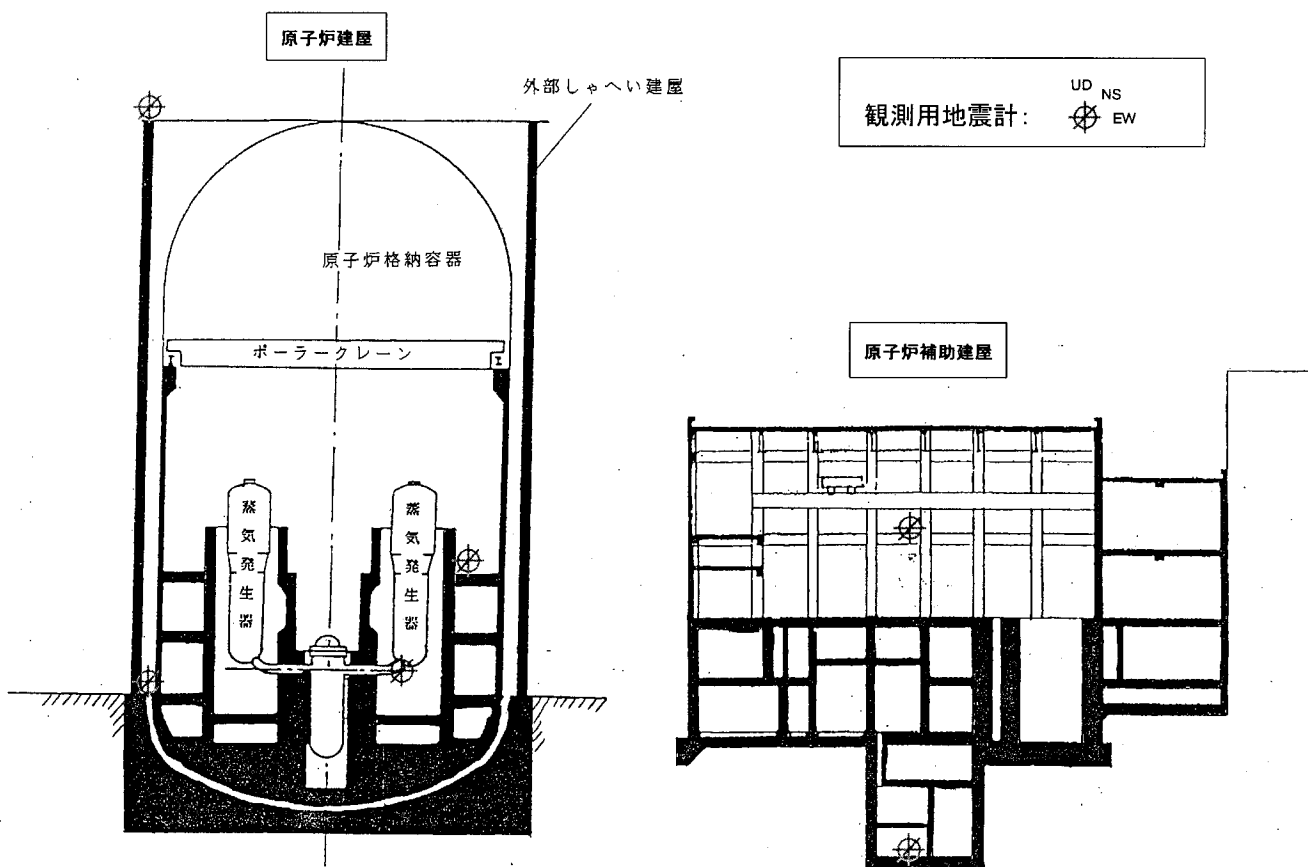 原子炉建屋
外部しゃへい建屋
UD
NS
観測用地震計:
EW
原子炉格納容器
ポーラークレーン
原子炉補助建屋
蒸気発生器
蒸気発生器